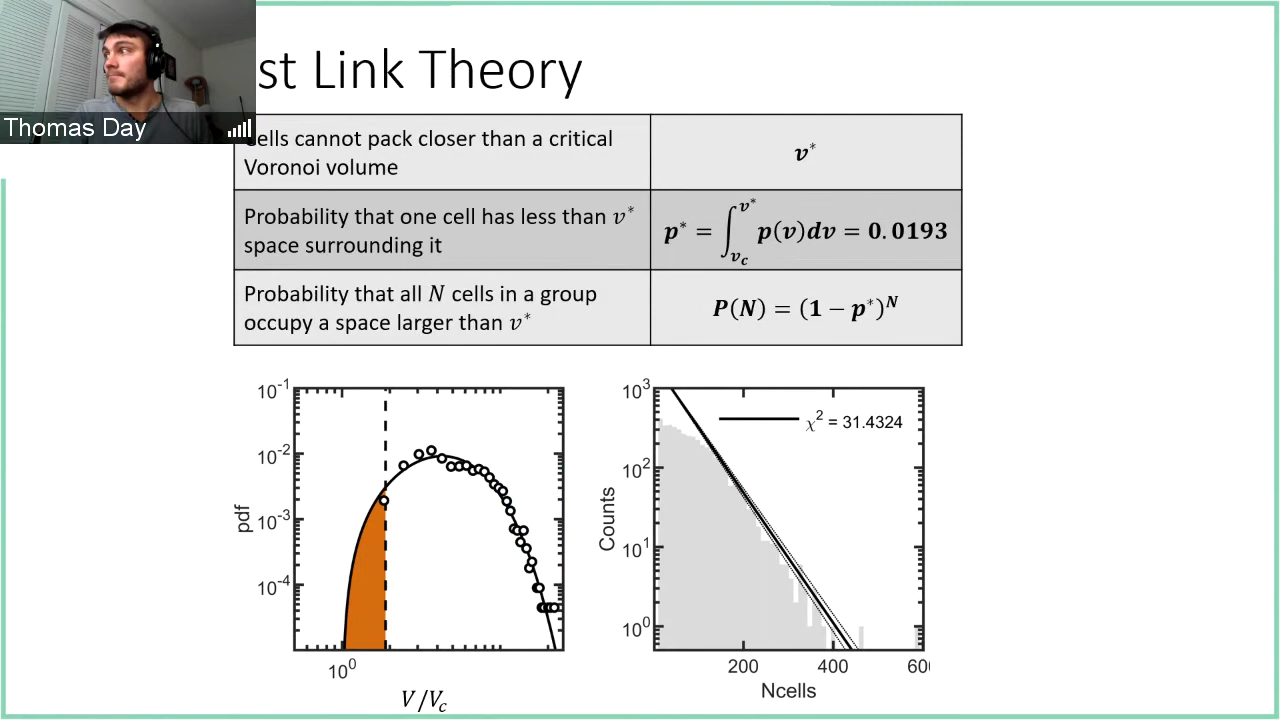 st Link Theory
Thomas Day
Cells cannot pack closer than a critical
Voronoi volume
v*
Probability that one cell has less than v*
space surrounding it
p* = ∫_{v_c}^{v*} p(v)dv = 0.0193
Probability that all N cells in a group
occupy a space larger than v*
P(N) = (1 − p*)^N
10^-1
10^-2
10^-3
10^-4
pdf
10^0
V/V_c
10^3
10^2
10^1
10^0
Counts
χ^2 = 31.4324
200 400 60
Ncells